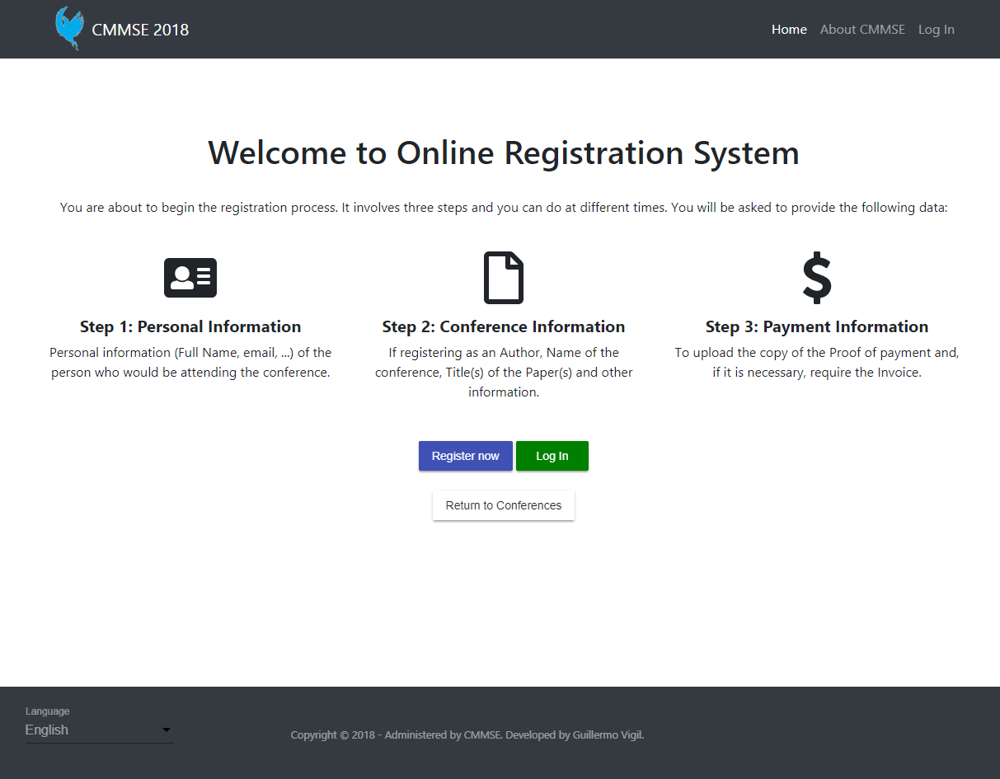 CMMSE 2018
Home
About CMMSE
Log In
Welcome to Online Registration System
You are about to begin the registration process. It involves three steps and you can do at different times. You will be asked to provide the following data:
Step 1: Personal Information
Personal information (Full Name, email, ...) of the
person who would be attending the conference.
Step 2: Conference Information
If registering as an Author, Name of the
conference, Title(s) of the Paper(s) and other
information.
Step 3: Payment Information
To upload the copy of the Proof of payment and,
if it is necessary, require the Invoice.
Register now
Log In
Return to Conferences
Language
English
Copyright © 2018 - Administered by CMMSE. Developed by Guillermo Vigil.